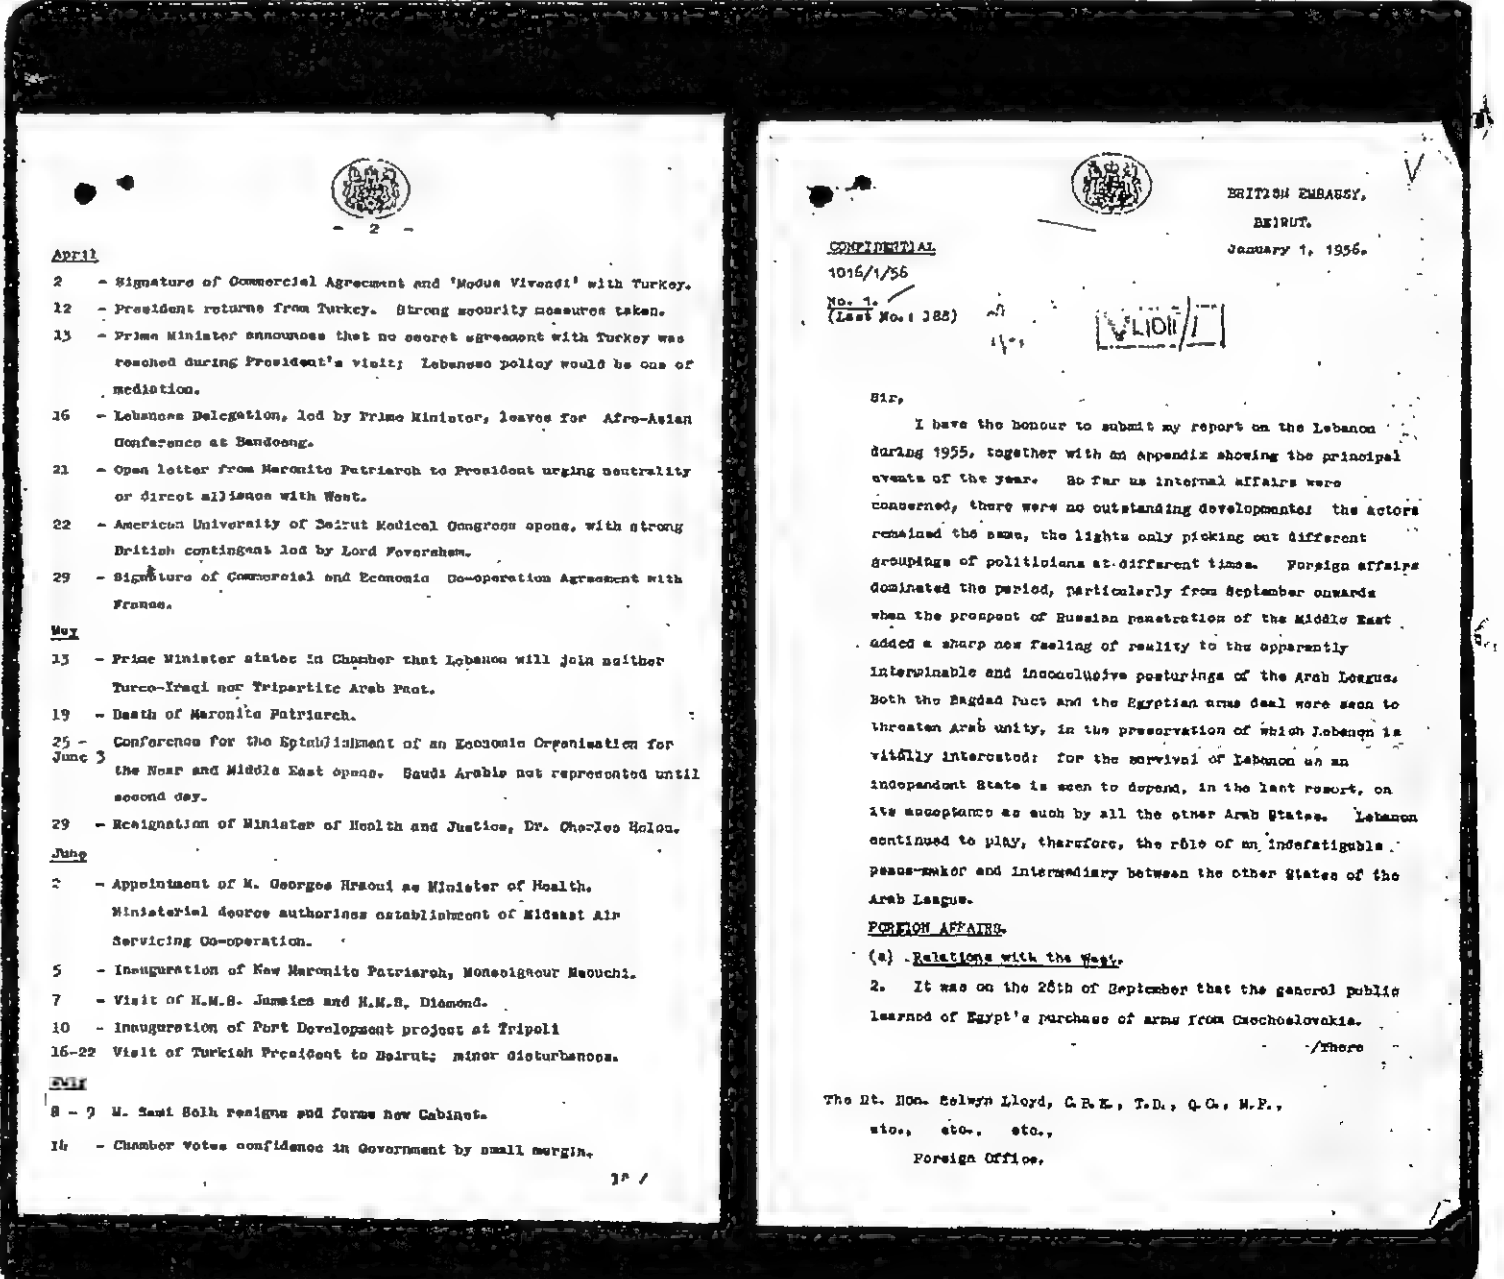 - 2 -
April
2 - Signature of Commercial Agreement and 'Modus Vivendi' with Turkey.
12 - President returns from Turkey. Strong security measures taken.
13 - Prime Minister announces that no secret agreement with Turkey was
reached during President's visit; Lebanese policy would be one of
mediation.
16 - Lebanese Delegation, led by Prime Minister, leaves for Afro-Asian
Conference at Bandoeng.
21 - Open letter from Maronite Patriarch to President urging neutrality
or direct alliance with West.
22 - American University of Beirut Medical Congress opens, with strong
British contingent led by Lord Feversham.
29 - Signature of Commercial and Economic Co-operation Agreement with
France.
May
13 - Prime Minister states in Chamber that Lebanon will join neither
Turco-Iraqi nor Tripartite Arab Pact.
19 - Death of Maronite Patriarch.
25 - Conference for the Establishment of an Economic Organisation for
June 3
the Near and Middle East opens. Saudi Arabia not represented until
second day.
29 - Resignation of Minister of Health and Justice, Dr. Charles Helou.
June
2 - Appointment of M. Georges Hraoui as Minister of Health.
Ministerial decree authorises establishment of Mideast Air
Servicing Co-operation.
5 - Inauguration of New Maronite Patriarch, Monseigneur Meouchi.
7 - Visit of H.M.S. Jamaica and H.M.S. Diamond.
10 - Inauguration of Port Development project at Tripoli
16-22 Visit of Turkish President to Beirut; minor disturbances.
July
8 - 9 M. Sami Solh resigns and forms new Cabinet.
14 - Chamber votes confidence in Government by small margin.
BRITISH EMBASSY,
BEIRUT.
January 1, 1956.
CONFIDENTIAL
1016/1/56
No. 1.
(Last No.: 188)
VL1011/1
Sir,
I have the honour to submit my report on the Lebanon
during 1955, together with an Appendix showing the principal
events of the year. So far as internal affairs were
concerned, there were no outstanding developments: the actors
remained the same, the lights only picking out different
groupings of politicians at different times. Foreign affairs
dominated the period, particularly from September onwards
when the prospect of Russian penetration of the Middle East
added a sharp new feeling of reality to the apparently
interminable and inconclusive posturings of the Arab League.
Both the Bagdad Pact and the Egyptian arms deal were seen to
threaten Arab unity, in the preservation of which Lebanon is
vitally interested: for the survival of Lebanon as an
independent State is seen to depend, in the last resort, on
its acceptance as such by all the other Arab States. Lebanon
continued to play, therefore, the rôle of an indefatigable
peace-maker and intermediary between the other States of the
Arab League.
FOREIGN AFFAIRS.
(a) Relations with the West.
2. It was on the 28th of September that the general public
learned of Egypt's purchase of arms from Czechoslovakia.
/There
The Rt. Hon. Selwyn Lloyd, C.B.E., T.D., Q.C., M.P.,
etc., etc., etc.,
Foreign Office.